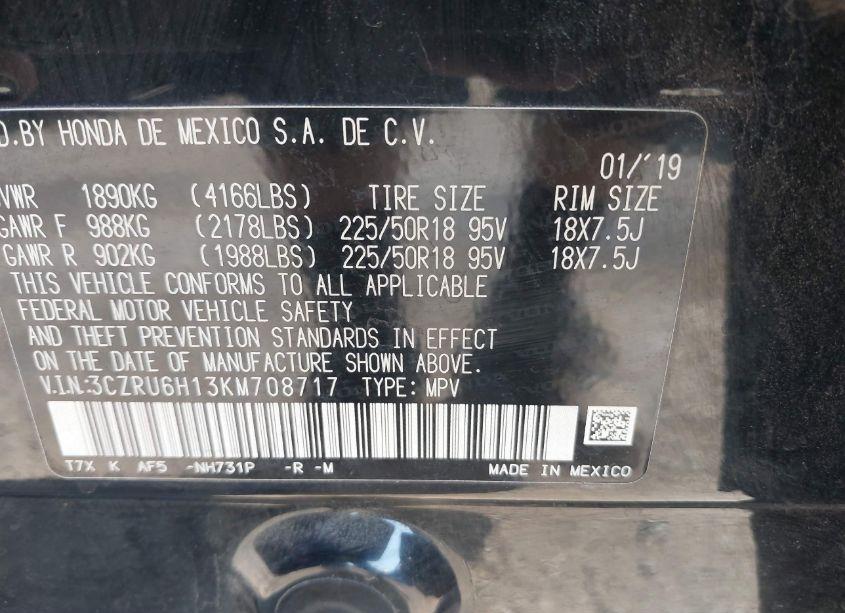 D.BY HONDA DE MEXICO S.A. DE C.V.
01/'19
VWR 1890KG (4166LBS) TIRE SIZE RIM SIZE
GAWR F 988KG (2178LBS) 225/50R18 95V 18X7.5J
GAWR R 902KG (1988LBS) 225/50R18 95V 18X7.5J
THIS VEHICLE CONFORMS TO ALL APPLICABLE
FEDERAL MOTOR VEHICLE SAFETY
AND THEFT PREVENTION STANDARDS IN EFFECT
ON THE DATE OF MANUFACTURE SHOWN ABOVE.
V.I.N:3CZRU6H13KM708717 TYPE: MPV
T7X K AF5 -NH731P -R -M MADE IN MEXICO